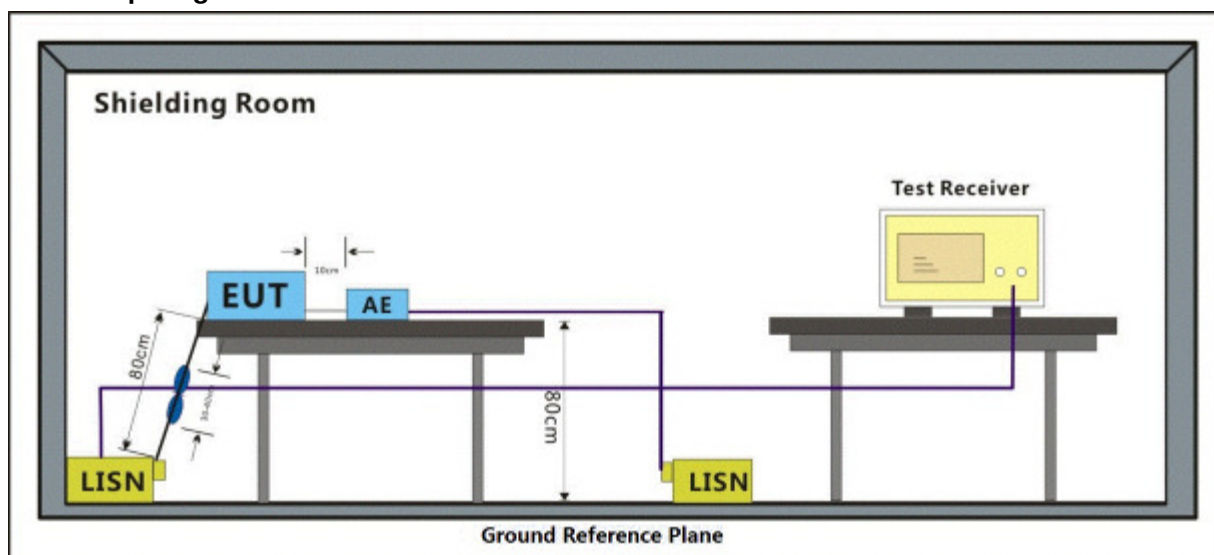 Shielding Room
Test Receiver
10cm
EUT
AE
80cm
80cm
LISN
LISN
Ground Reference Plane